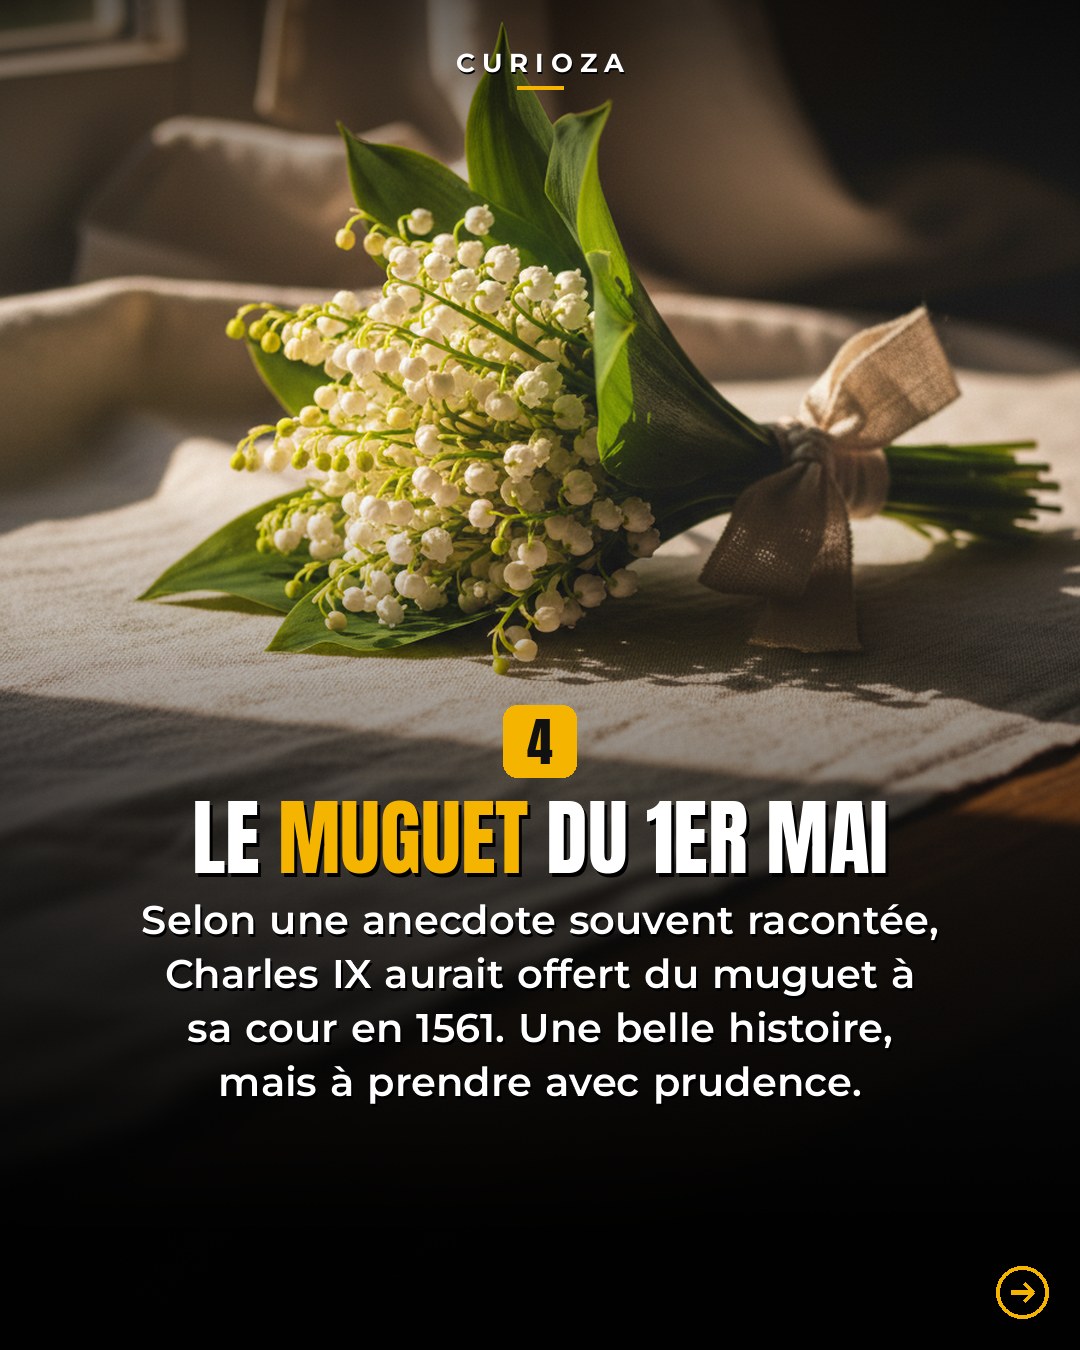 CURIOZA
4
LE MUGUET DU 1ER MAI
Selon une anecdote souvent racontée,
Charles IX aurait offert du muguet à
sa cour en 1561. Une belle histoire,
mais à prendre avec prudence.